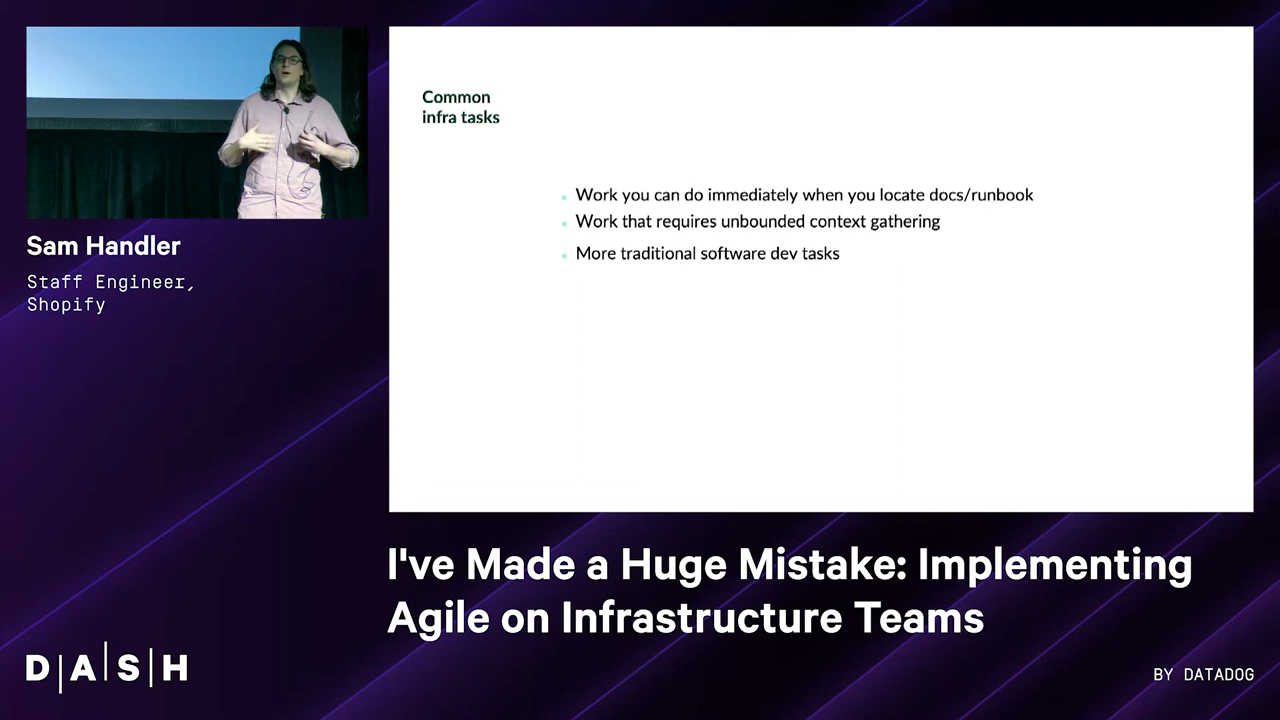 Common
infra tasks
Work you can do immediately when you locate docs/runbook
Work that requires unbounded context gathering
More traditional software dev tasks
Sam Handler
Staff Engineer,
Shopify
I've Made a Huge Mistake: Implementing
Agile on Infrastructure Teams
D|A|S|H
BY DATADOG